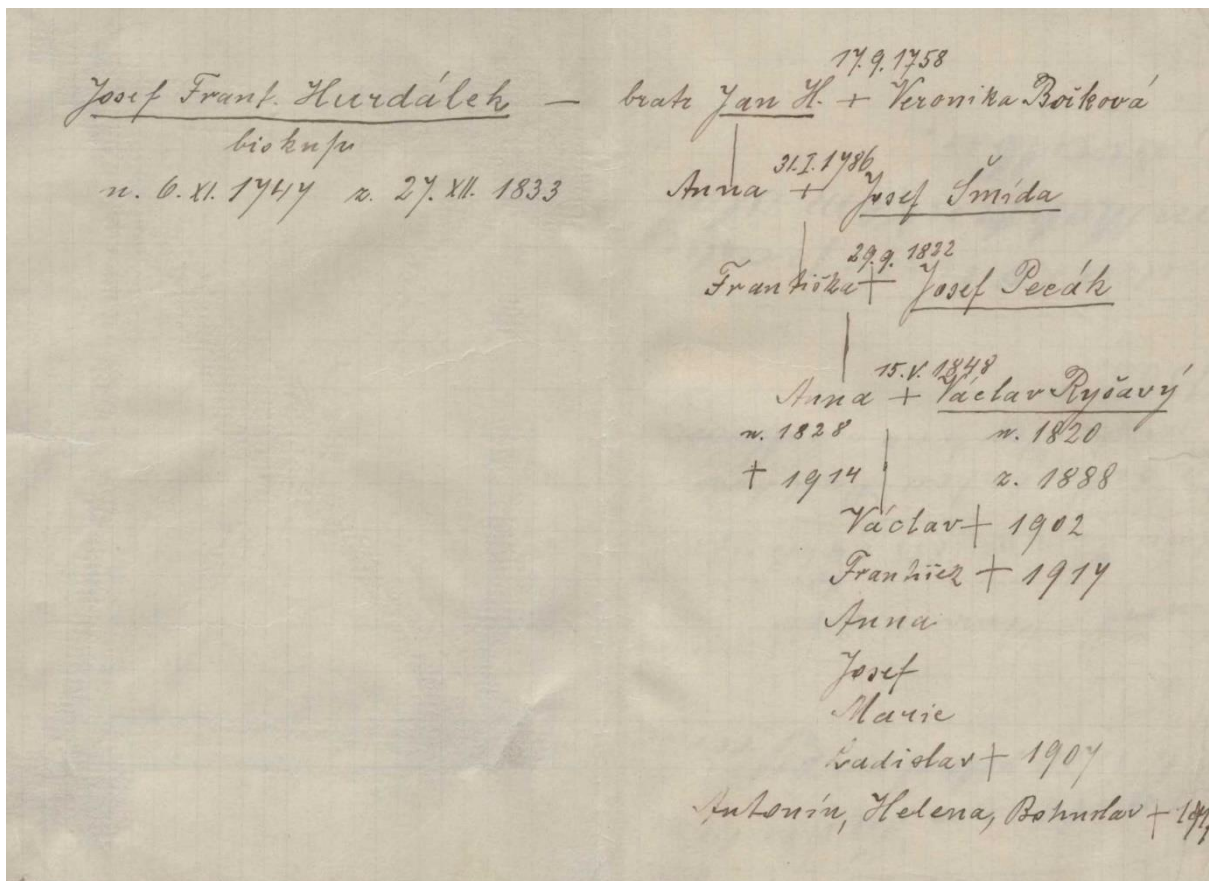 17. 9. 1758
Josef Frant. Hurdálek — bratr Jan H. + Veronika Bočková
biskup
n. 6. XI. 1747 z. 27. XII. 1833
31. I. 1786
Anna + Josef Šmída
29. 9. 1822
Františka + Josef Pecák
15. V. 1848
Anna + Václav Ryšavý
n. 1828 n. 1820
+ 1914 z. 1888
Václav + 1902
František + 1917
Anna
Josef
Marie
Ladislav + 1907
Antonín, Helena, Bohuslav +